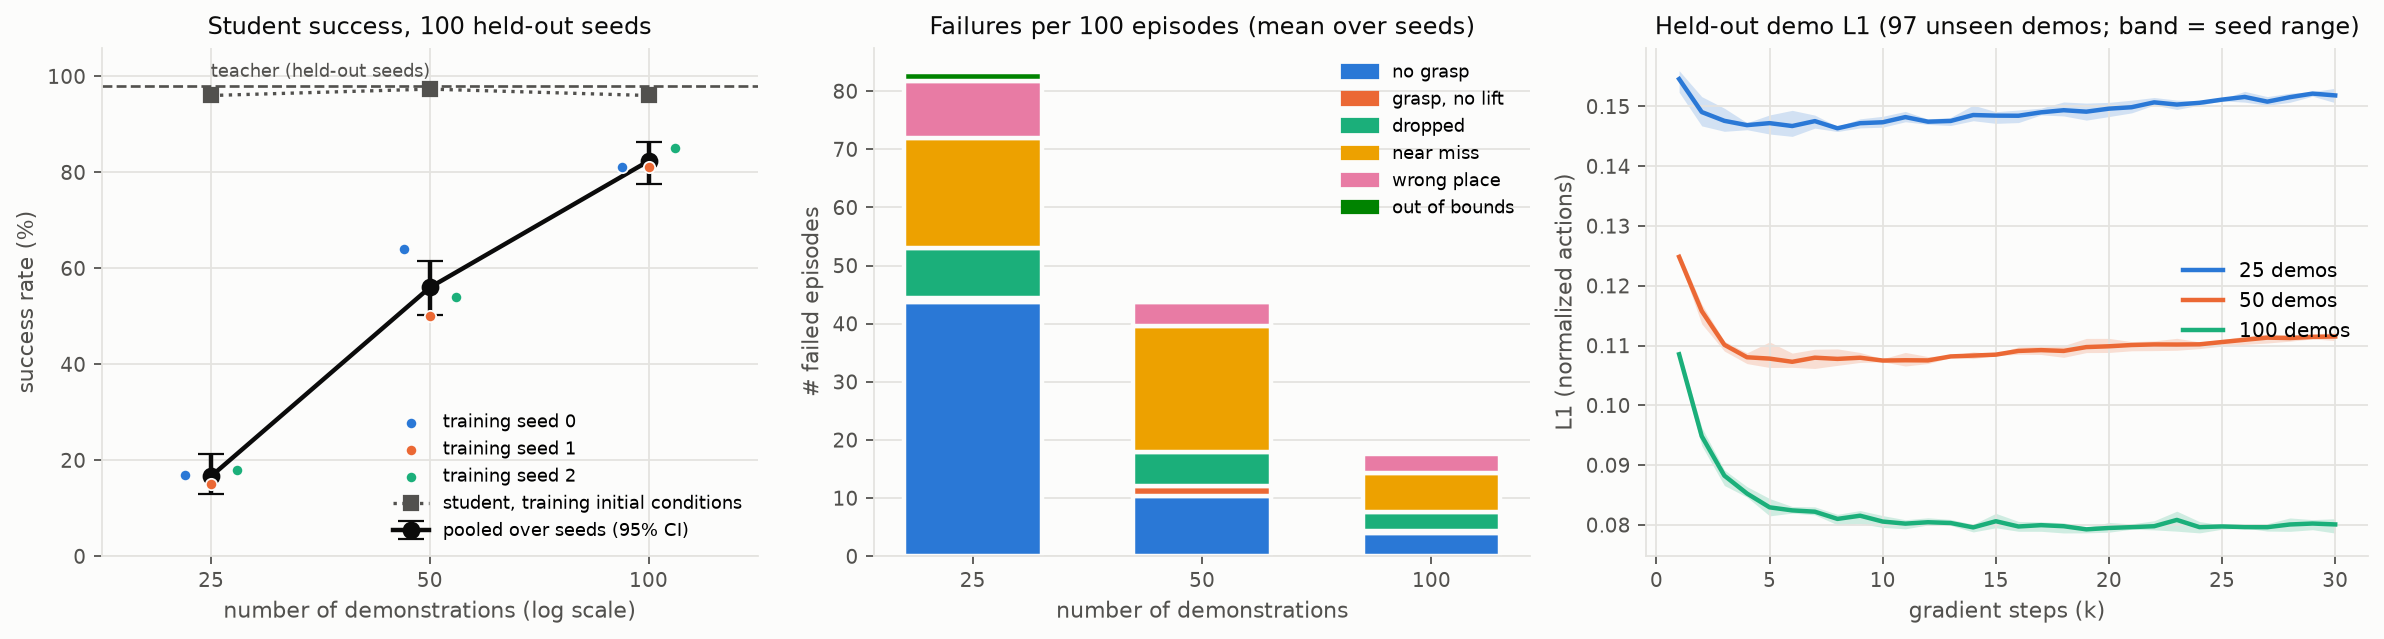 Student success, 100 held-out seeds
success rate (%)
100
80
60
40
20
0
teacher (held-out seeds)
training seed 0
training seed 1
training seed 2
student, training initial conditions
pooled over seeds (95% CI)
25
50
100
number of demonstrations (log scale)
Failures per 100 episodes (mean over seeds)
# failed episodes
80
70
60
50
40
30
20
10
0
no grasp
grasp, no lift
dropped
near miss
wrong place
out of bounds
25
50
100
number of demonstrations
Held-out demo L1 (97 unseen demos; band = seed range)
L1 (normalized actions)
0.15
0.14
0.13
0.12
0.11
0.10
0.09
0.08
25 demos
50 demos
100 demos
0
5
10
15
20
25
30
gradient steps (k)